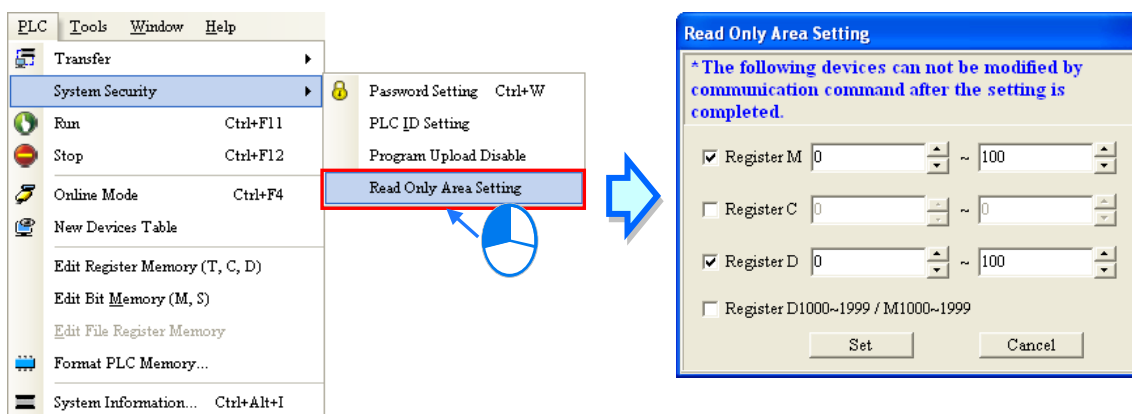 PLC Tools Window Help
Transfer
System Security
Run Ctrl+F11
Stop Ctrl+F12
Online Mode Ctrl+F4
New Devices Table
Edit Register Memory (T, C, D)
Edit Bit Memory (M, S)
Edit File Register Memory
Format PLC Memory...
System Information... Ctrl+Alt+I
Password Setting Ctrl+W
PLC ID Setting
Program Upload Disable
Read Only Area Setting
Read Only Area Setting
*The following devices can not be modified by
communication command after the setting is
completed.
Register M 0 ~ 100
Register C 0 ~ 0
Register D 0 ~ 100
Register D1000~1999 / M1000~1999
Set Cancel